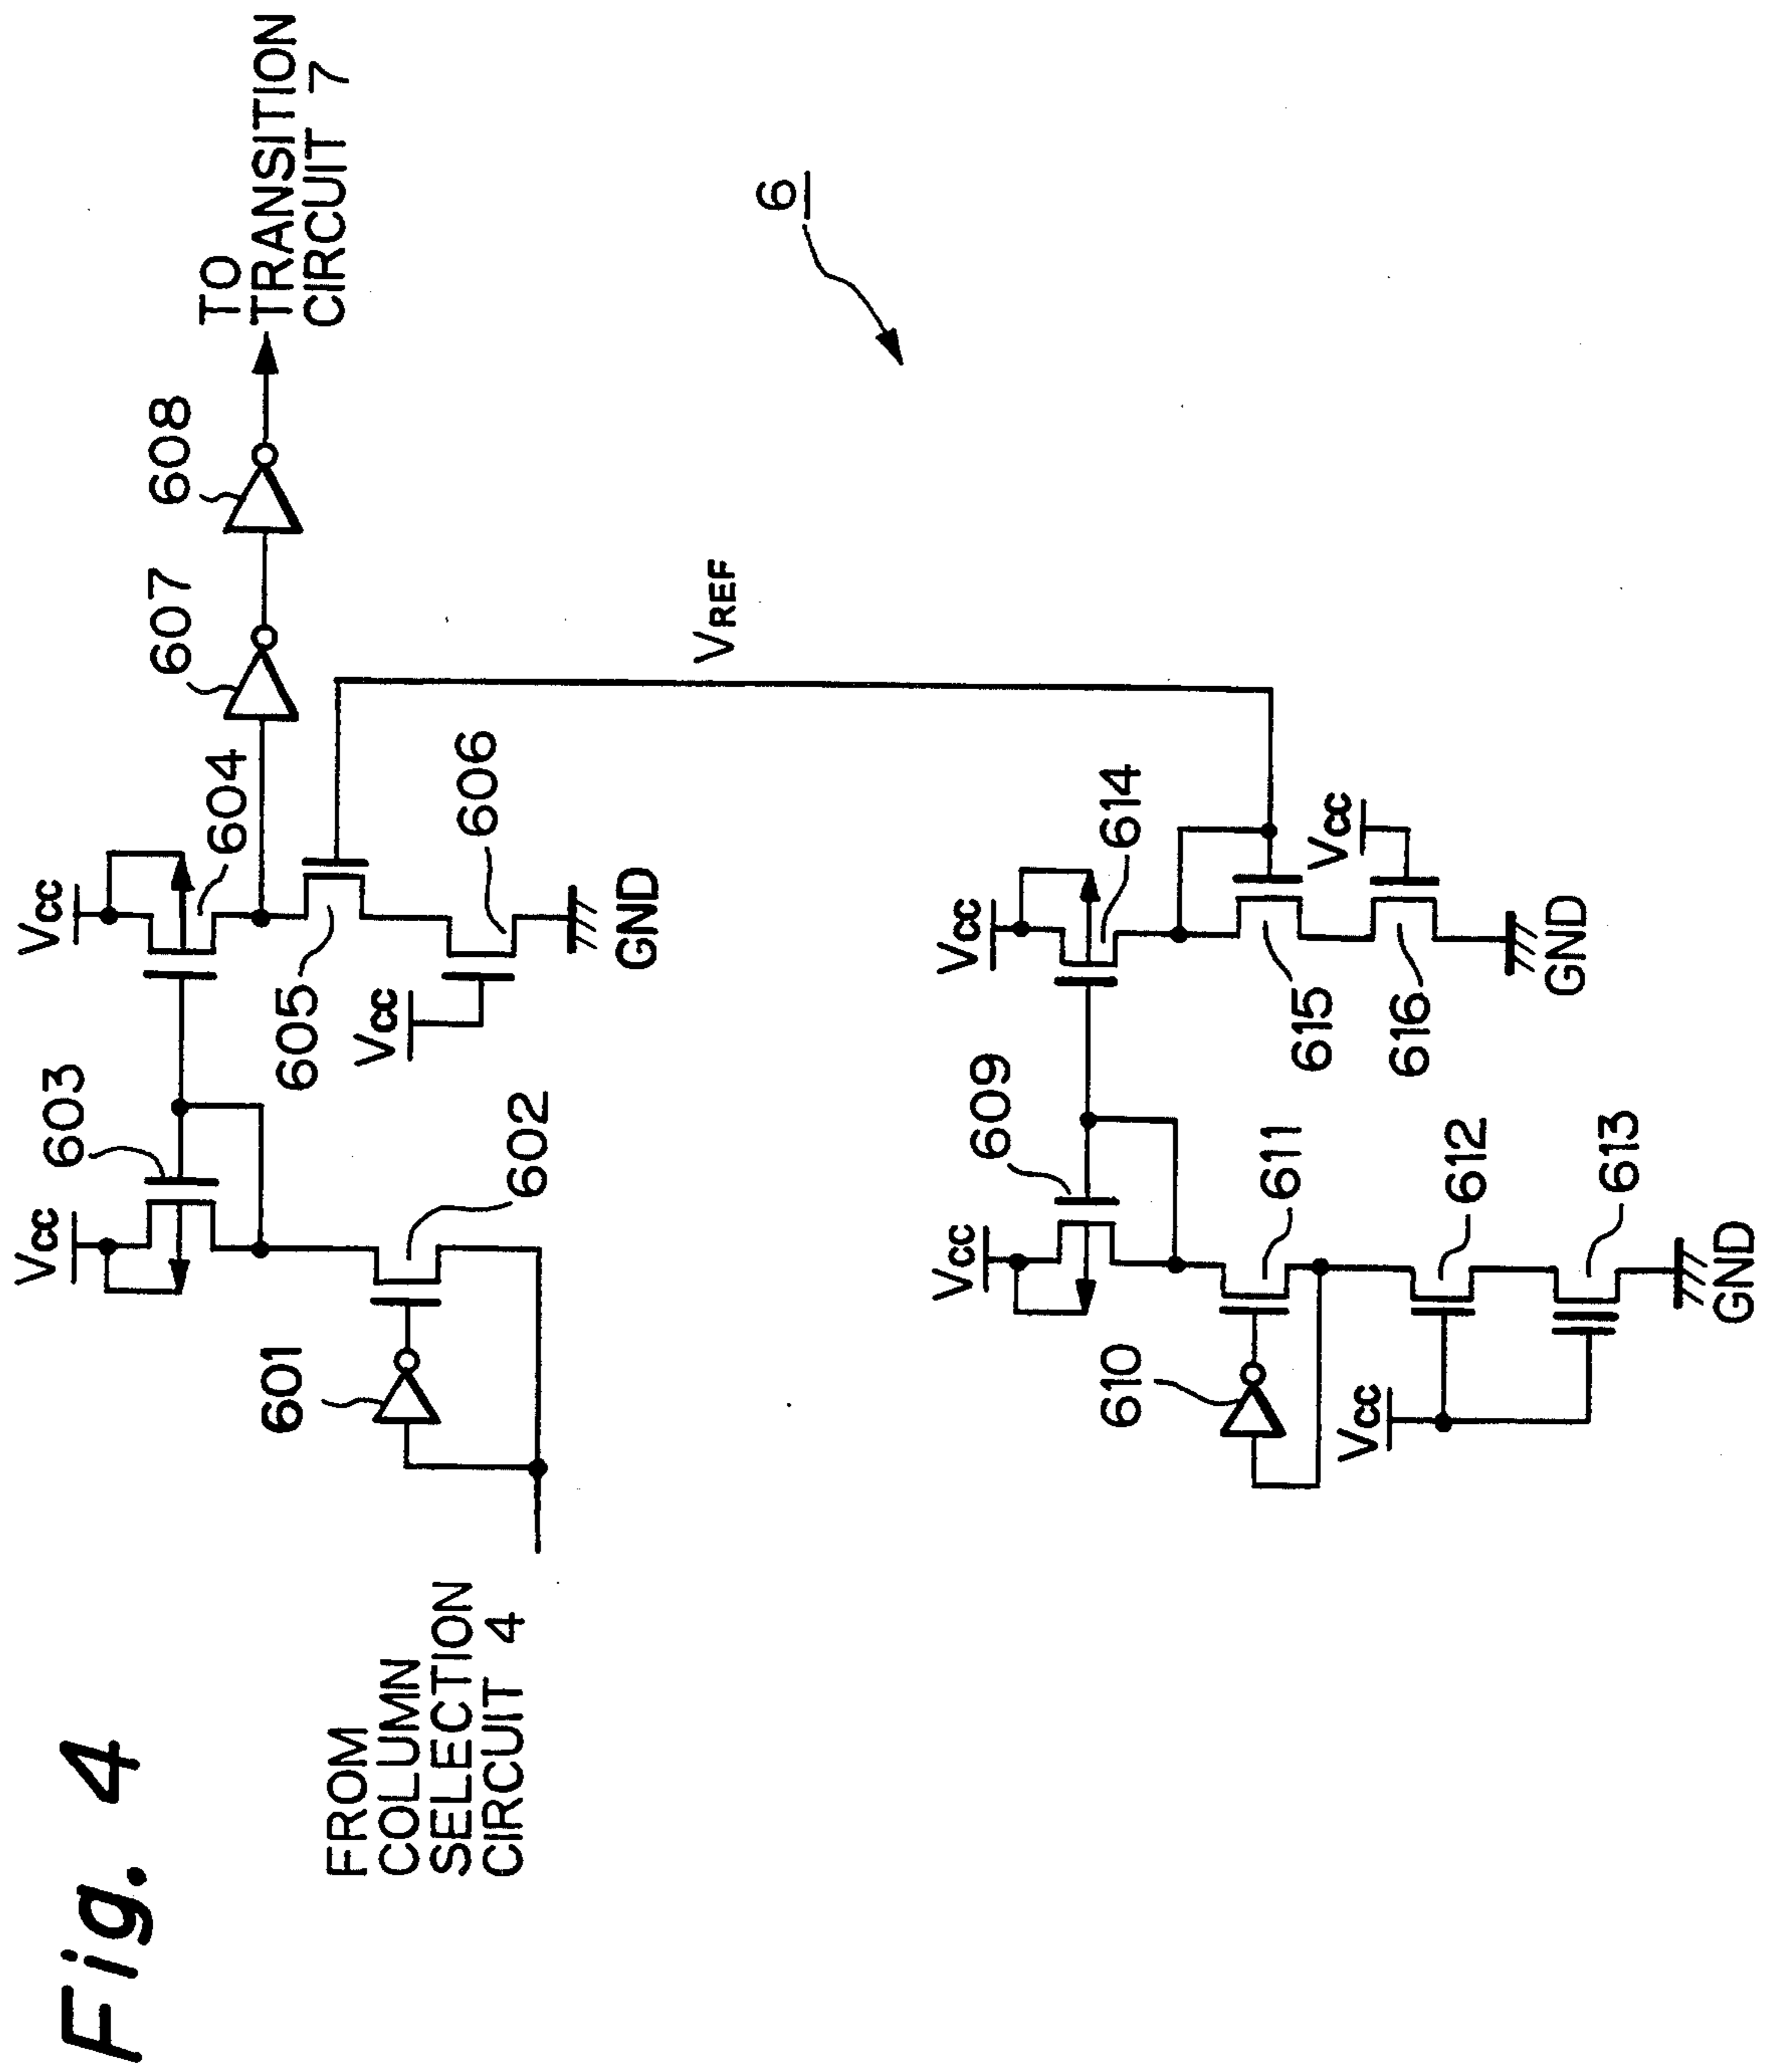 Fig. 4
FROM
COLUMN
SELECTION
CIRCUIT 4
601
602
Vcc
603
Vcc
604
605
Vcc
606
GND
607
608
TO
TRANSITION
CIRCUIT 7
6
VREF
Vcc
609
610
611
Vcc
612
613
GND
Vcc
614
615
Vcc
616
GND